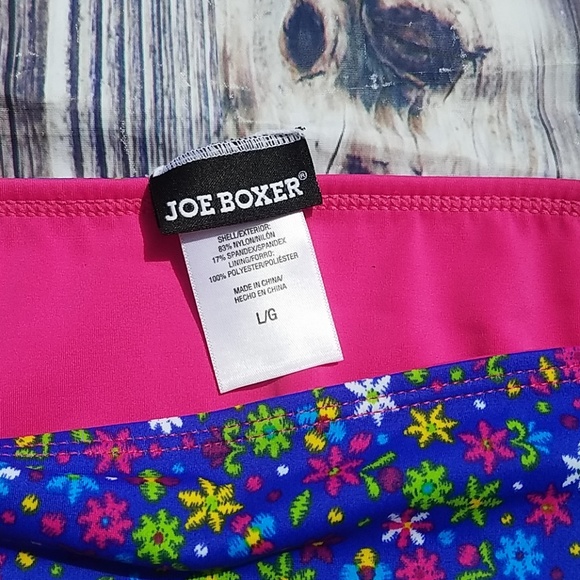 JOE BOXER®
SHELL/EXTERIOR:
83% NYLON/NILÓN
17% SPANDEX/SPANDEX
LINING/FORRO:
100% POLYESTER/POLIÉSTER
MADE IN CHINA/
HECHO EN CHINA
L/G